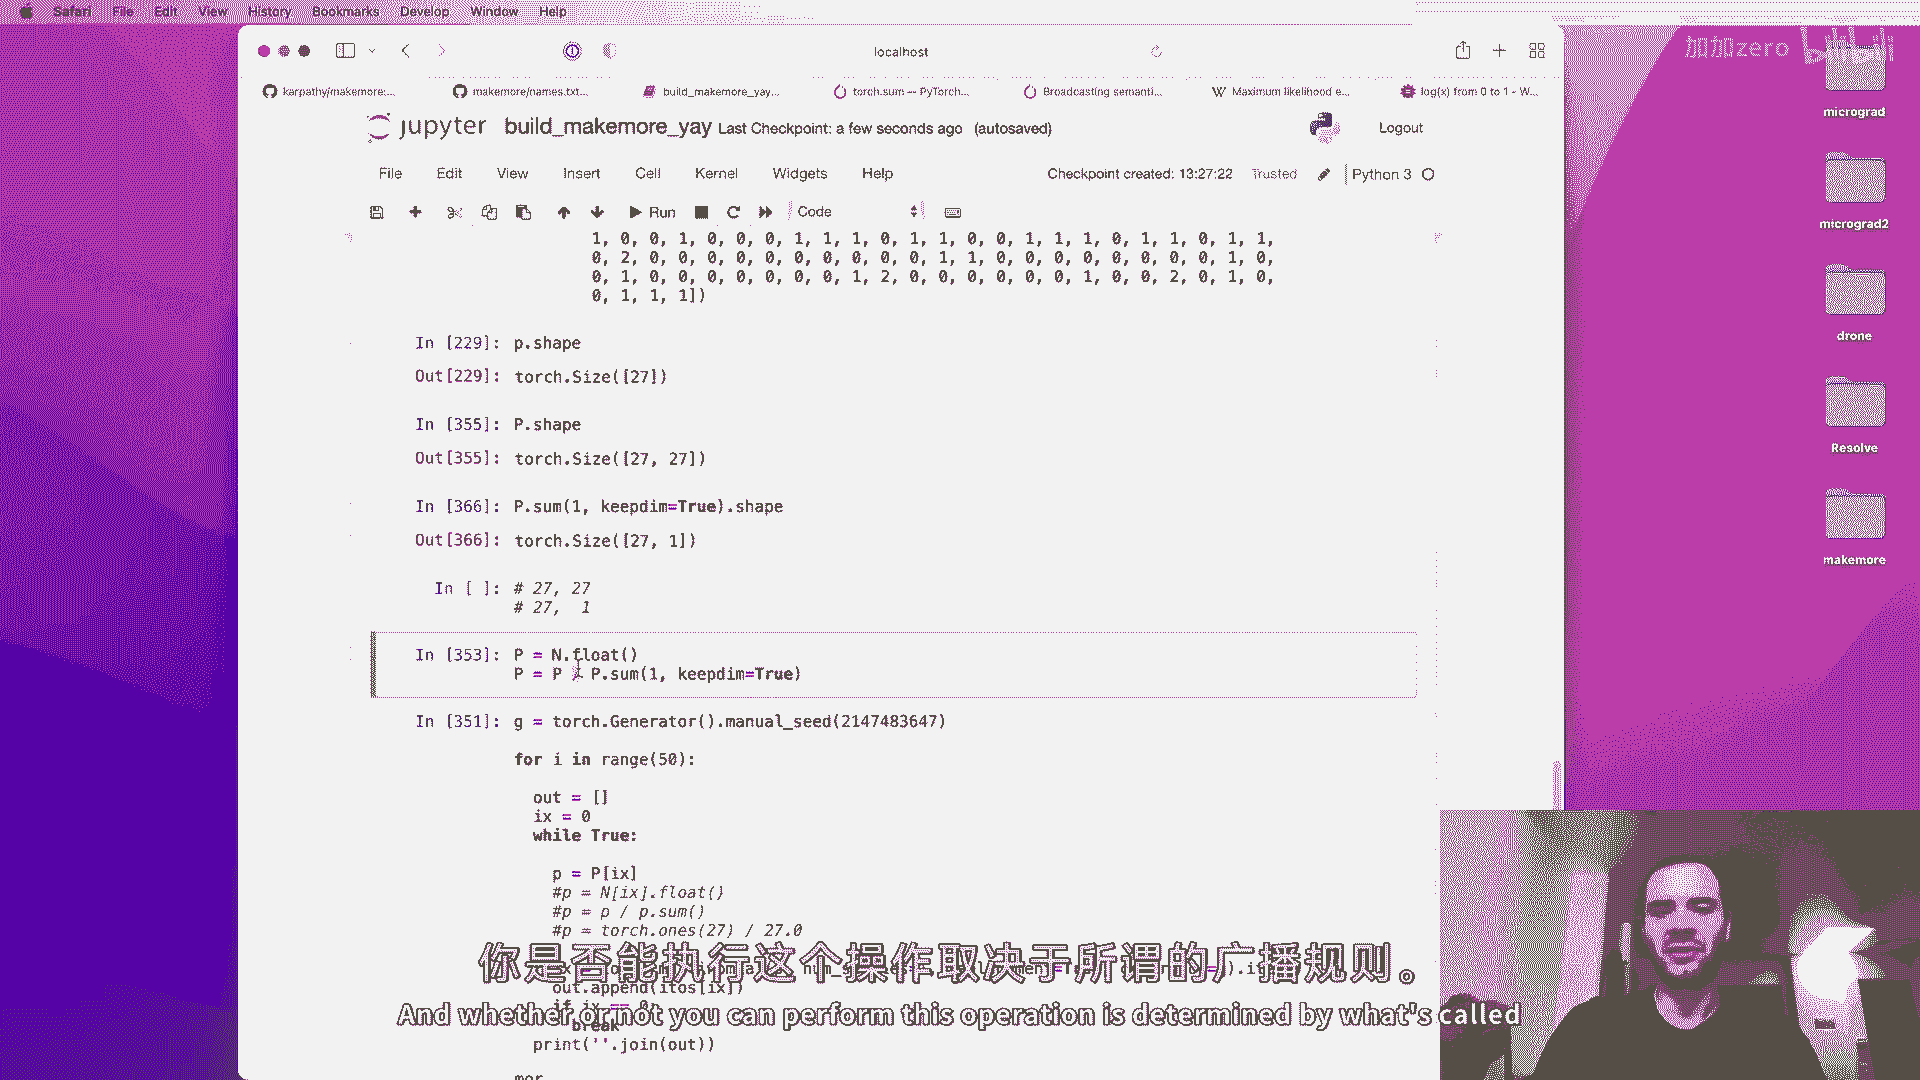 Safari File Edit View History Bookmarks Develop Window Help
加加zero
localhost
karpathy/makemore:... makemore/names.txt... build_makemore_yay... torch.sum — PyTorch... Broadcasting semanti... Maximum likelihood e... log(x) from 0 to 1 - W...
jupyter build_makemore_yay Last Checkpoint: a few seconds ago (autosaved) Logout
File Edit View Insert Cell Kernel Widgets Help Checkpoint created: 13:27:22 Trusted Python 3
Run Code
1, 0, 0, 1, 0, 0, 0, 1, 1, 1, 0, 1, 1, 0, 0, 1, 1, 1, 0, 1, 1, 0, 1, 1,
0, 2, 0, 0, 0, 0, 0, 0, 0, 0, 0, 0, 1, 1, 0, 0, 0, 0, 0, 0, 0, 0, 1, 0,
0, 1, 0, 0, 0, 0, 0, 0, 0, 1, 2, 0, 0, 0, 0, 0, 0, 1, 0, 0, 2, 0, 1, 0,
0, 1, 1, 1])
In [229]: p.shape
Out[229]: torch.Size([27])
In [355]: P.shape
Out[355]: torch.Size([27, 27])
In [366]: P.sum(1, keepdim=True).shape
Out[366]: torch.Size([27, 1])
In [ ]: # 27, 27
# 27, 1
In [353]: P = N.float()
P = P / P.sum(1, keepdim=True)
In [351]: g = torch.Generator().manual_seed(2147483647)
for i in range(50):
out = []
ix = 0
while True:
p = P[ix]
#p = N[ix].float()
#p = p / p.sum()
#p = torch.ones(27) / 27.0
out.append(itos[ix])
if ix == 0:
break
print(''.join(out))
mor
micrograd
micrograd2
drone
Resolve
makemore
你是否能执行这个操作取决于所谓的广播规则。
And whether or not you can perform this operation is determined by what's called